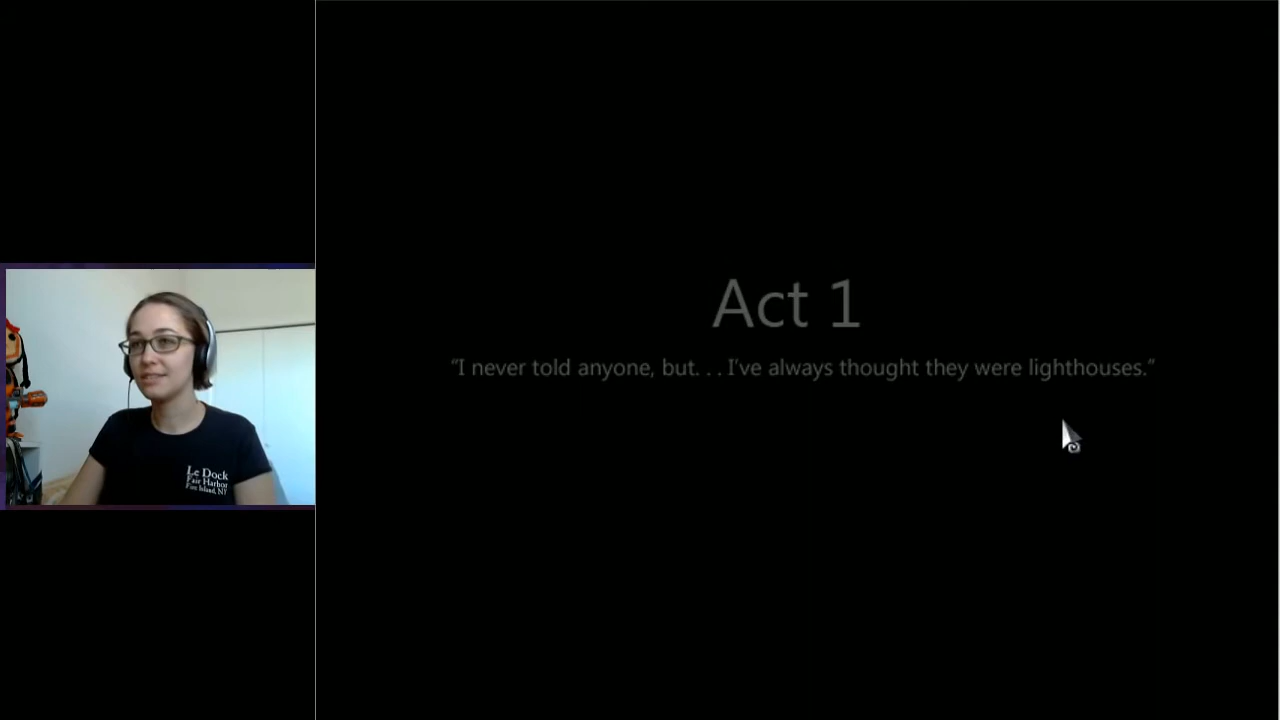 Act 1
“I never told anyone, but. . . I’ve always thought they were lighthouses.”
Le Dock
Fair Harbor
Fire Island, NY